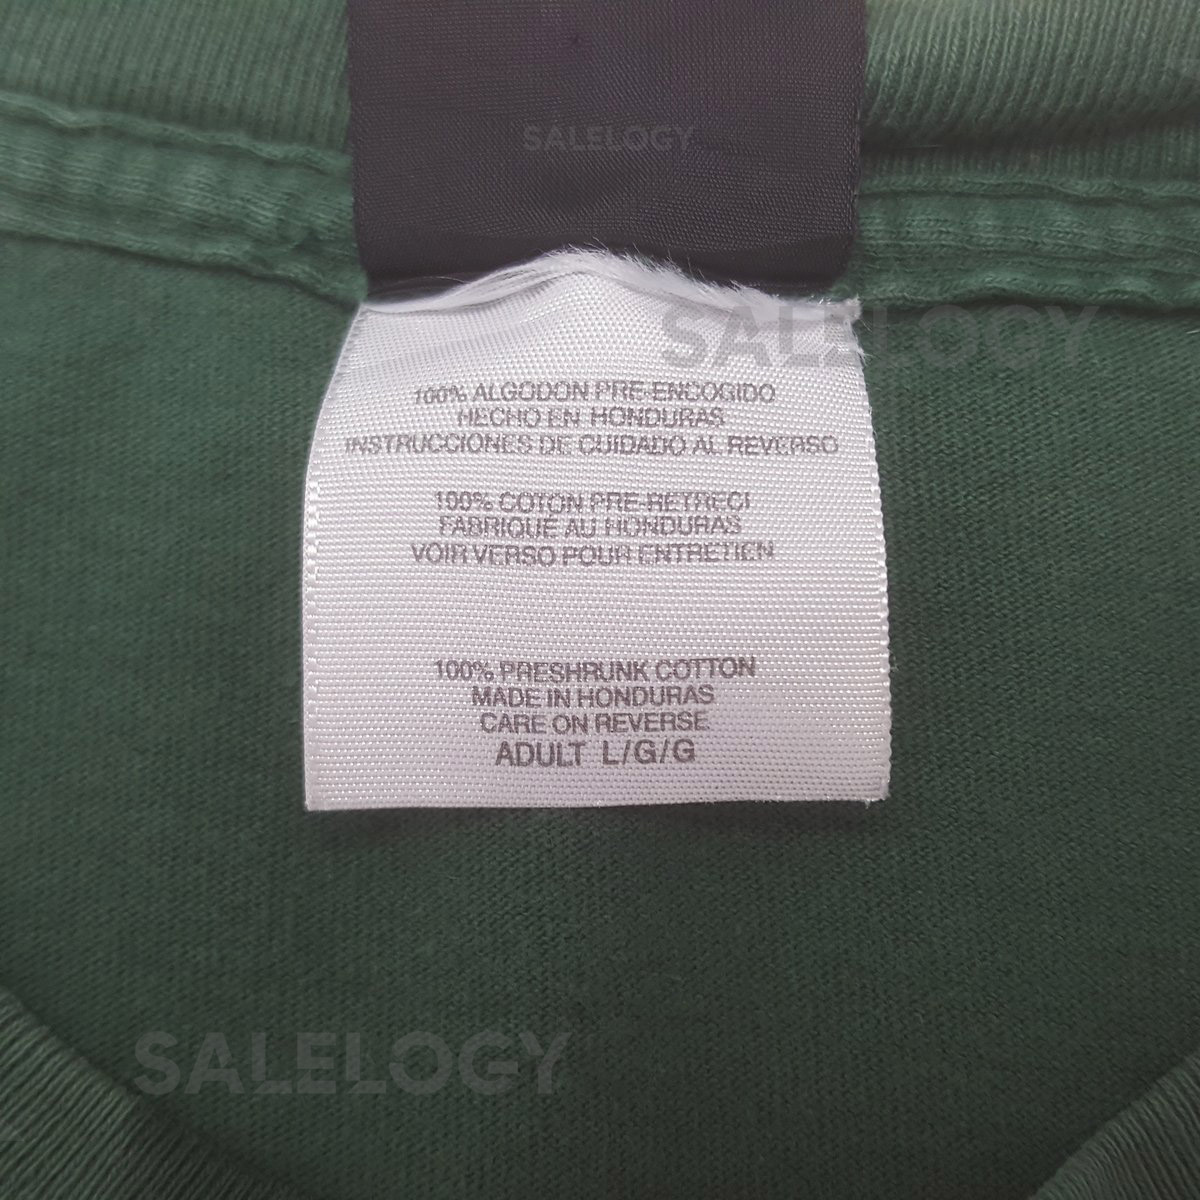 SALELOGY
SALELOGY
100% ALGODON PRE-ENCOGIDO
HECHO EN HONDURAS
INSTRUCCIONES DE CUIDADO AL REVERSO
100% COTON PRE-RETRECI
FABRIQUÉ AU HONDURAS
VOIR VERSO POUR ENTRETIEN
100% PRESHRUNK COTTON
MADE IN HONDURAS
CARE ON REVERSE
ADULT L/G/G
SALELOGY